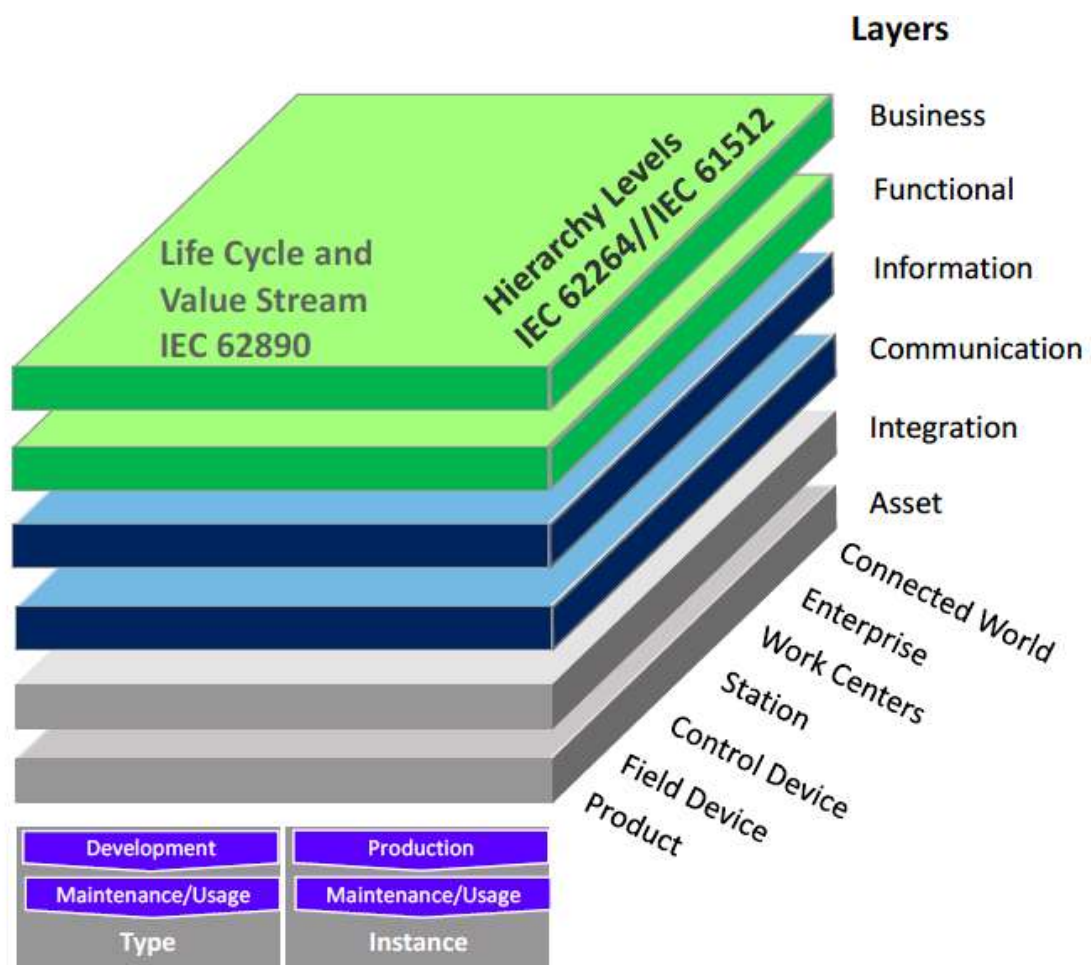 Layers
Business
Functional
Information
Communication
Integration
Asset
Life Cycle and
Value Stream
IEC 62890
Hierarchy Levels
IEC 62264//IEC 61512
Connected World
Enterprise
Work Centers
Station
Control Device
Field Device
Product
Development
Maintenance/Usage
Type
Production
Maintenance/Usage
Instance